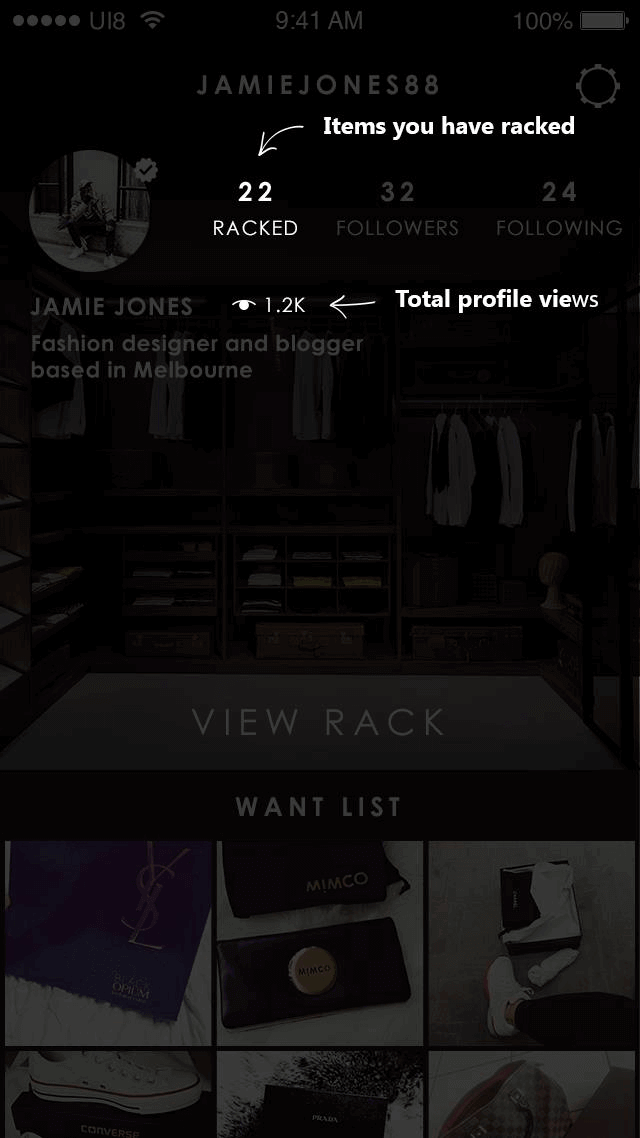 UI8 9:41 AM 100%
JAMIEJONES88
Items you have racked
22 32 24
RACKED FOLLOWERS FOLLOWING
JAMIE JONES 1.2K Total profile views
Fashion designer and blogger
based in Melbourne
VIEW RACK
WANT LIST
YSL
BLACK
OPIUM
MIMCO
MIMCO
CHANEL
CONVERSE
PRADA